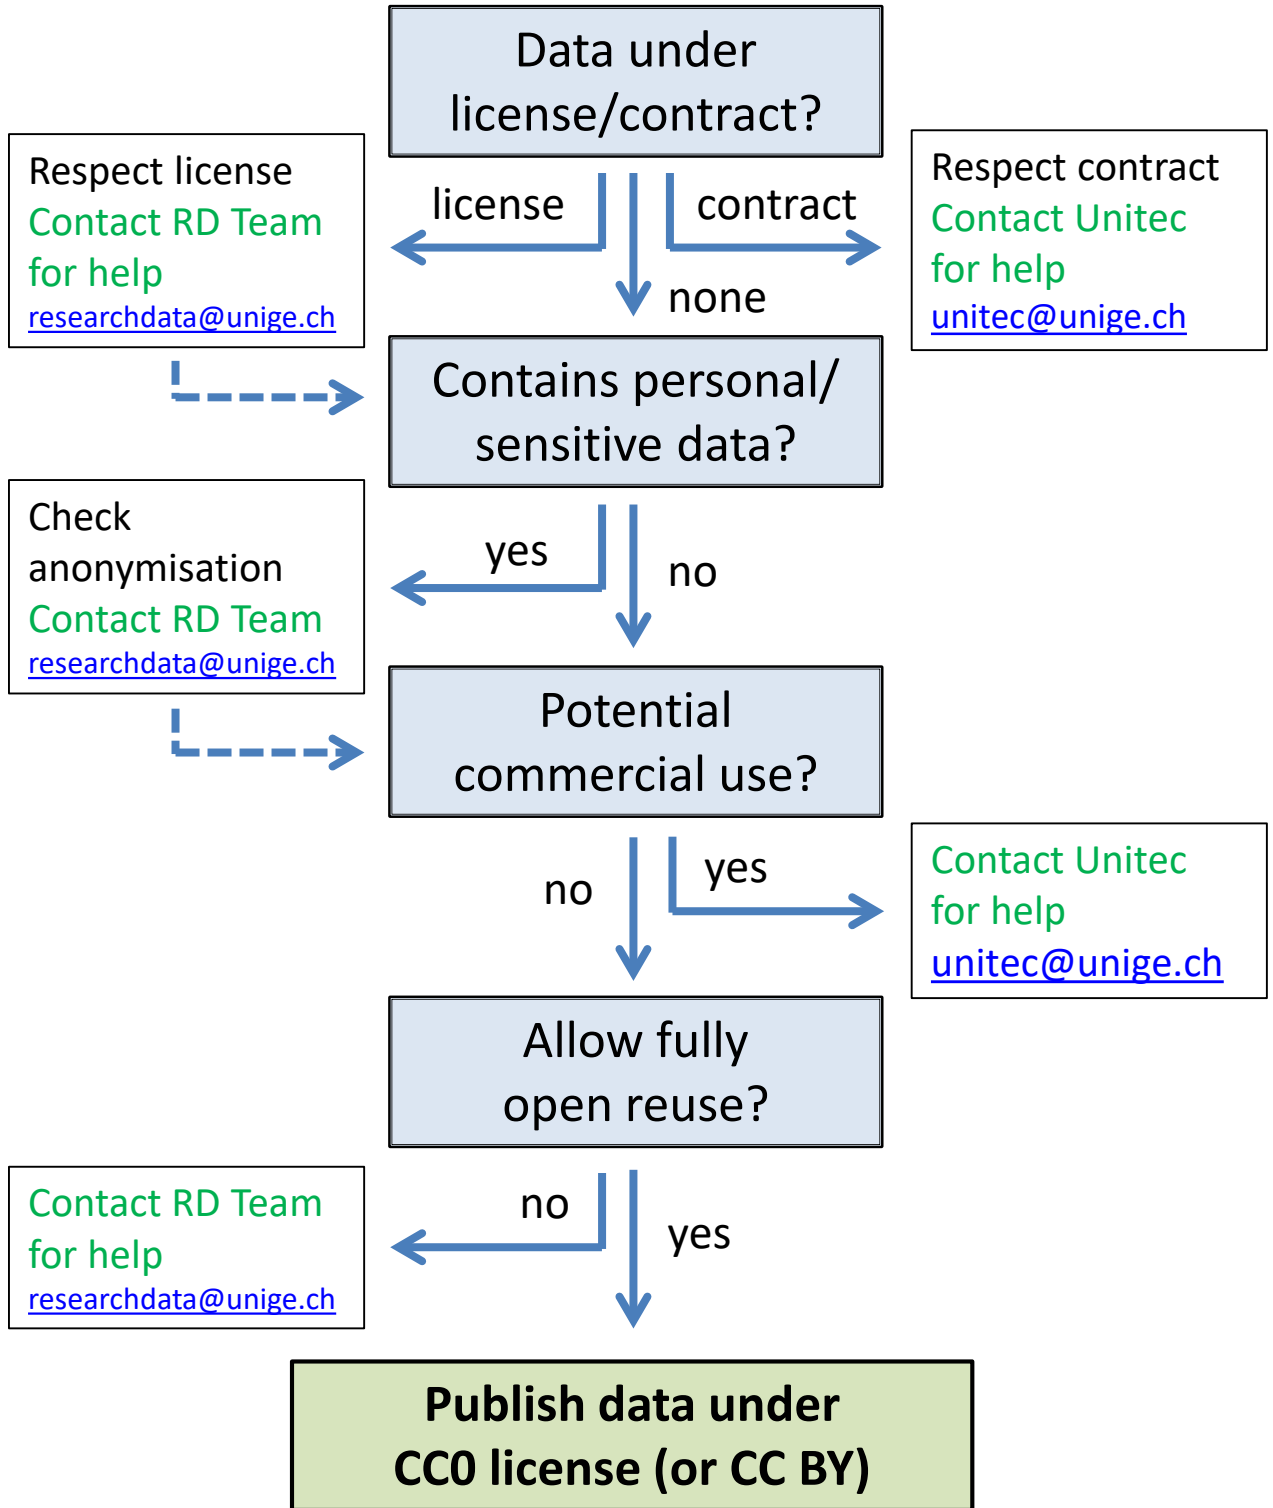 Data under
license/contract?
Respect license
Contact RD Team
for help
researchdata@unige.ch
license
contract
none
Respect contract
Contact Unitec
for help
unitec@unige.ch
Contains personal/
sensitive data?
Check
anonymisation
Contact RD Team
researchdata@unige.ch
yes
no
Potential
commercial use?
no
yes
Contact Unitec
for help
unitec@unige.ch
Allow fully
open reuse?
Contact RD Team
for help
researchdata@unige.ch
no
yes
Publish data under
CC0 license (or CC BY)